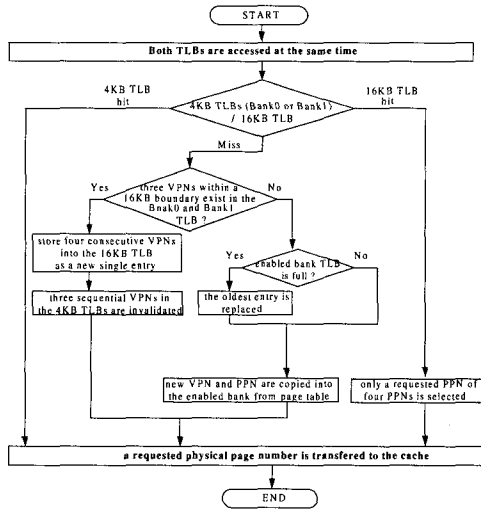 START
Both TLBs are accessed at the same time
4KB TLB
hit
4KB TLBs (Bank0 or Bank1)
/ 16KB TLB
16KB TLB
hit
Miss
Yes
three VPNs within a
16KB boundary exist in the
Bnak0 and Bank1
TLB ?
No
store four consecutive VPNs
into the 16KB TLB
as a new single entry
Yes
enabled bank TLB
is full ?
No
three sequential VPNs in
the 4KB TLBs are invalidated
the oldest entry is
replaced
new VPN and PPN are copied into
the enabled bank from page table
only a requested PPN of
four PPNs is selected
a requested physical page number is transfered to the cache
END